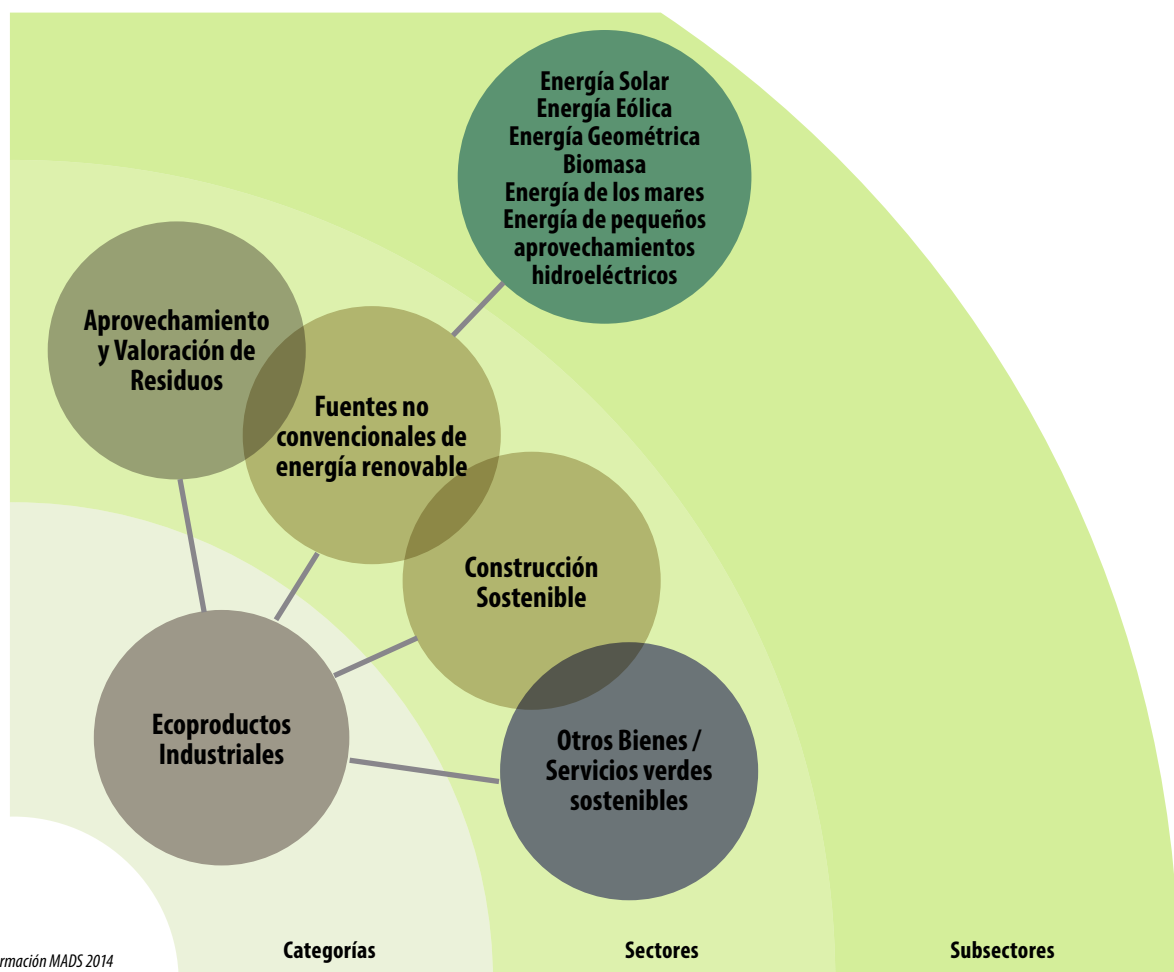 Energía Solar
Energía Eólica
Energía Geométrica
Biomasa
Energía de los mares
Energía de pequeños
aprovechamientos
hidroeléctricos
Aprovechamiento
y Valoración de
Residuos
Fuentes no
convencionales de
energía renovable
Construcción
Sostenible
Ecoproductos
Industriales
Otros Bienes /
Servicios verdes
sostenibles
Categorías
Sectores
Subsectores
MADS 2014